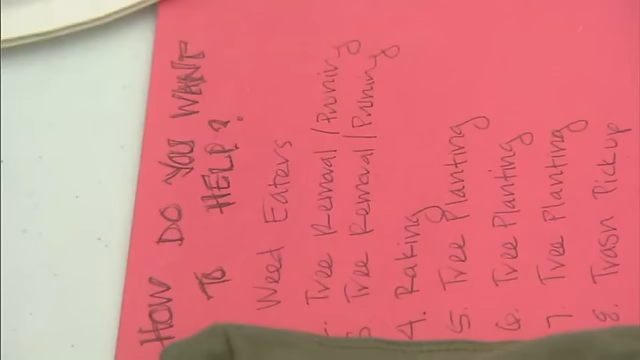 HOW DO YOU WANT
TO HELP?
Weed Eaters
Tree Removal/Pruning
Tree Removal/Pruning
4. Raking
5. Tree Planting
6. Tree Planting
7. Tree Planting
8. Trash Pickup